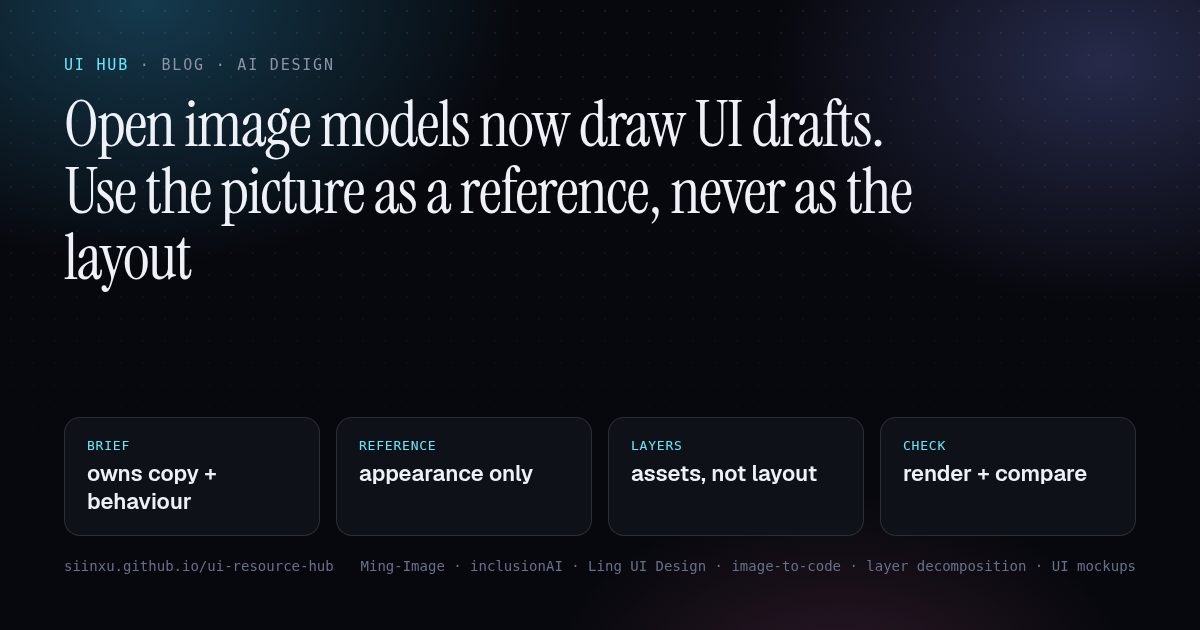 UI HUB · BLOG · AI DESIGN
Open image models now draw UI drafts.
Use the picture as a reference, never as the
layout
BRIEF
owns copy +
behaviour
REFERENCE
appearance only
LAYERS
assets, not layout
CHECK
render + compare
siinxu.github.io/ui-resource-hub
Ming-Image · inclusionAI · Ling UI Design · image-to-code · layer decomposition · UI mockups